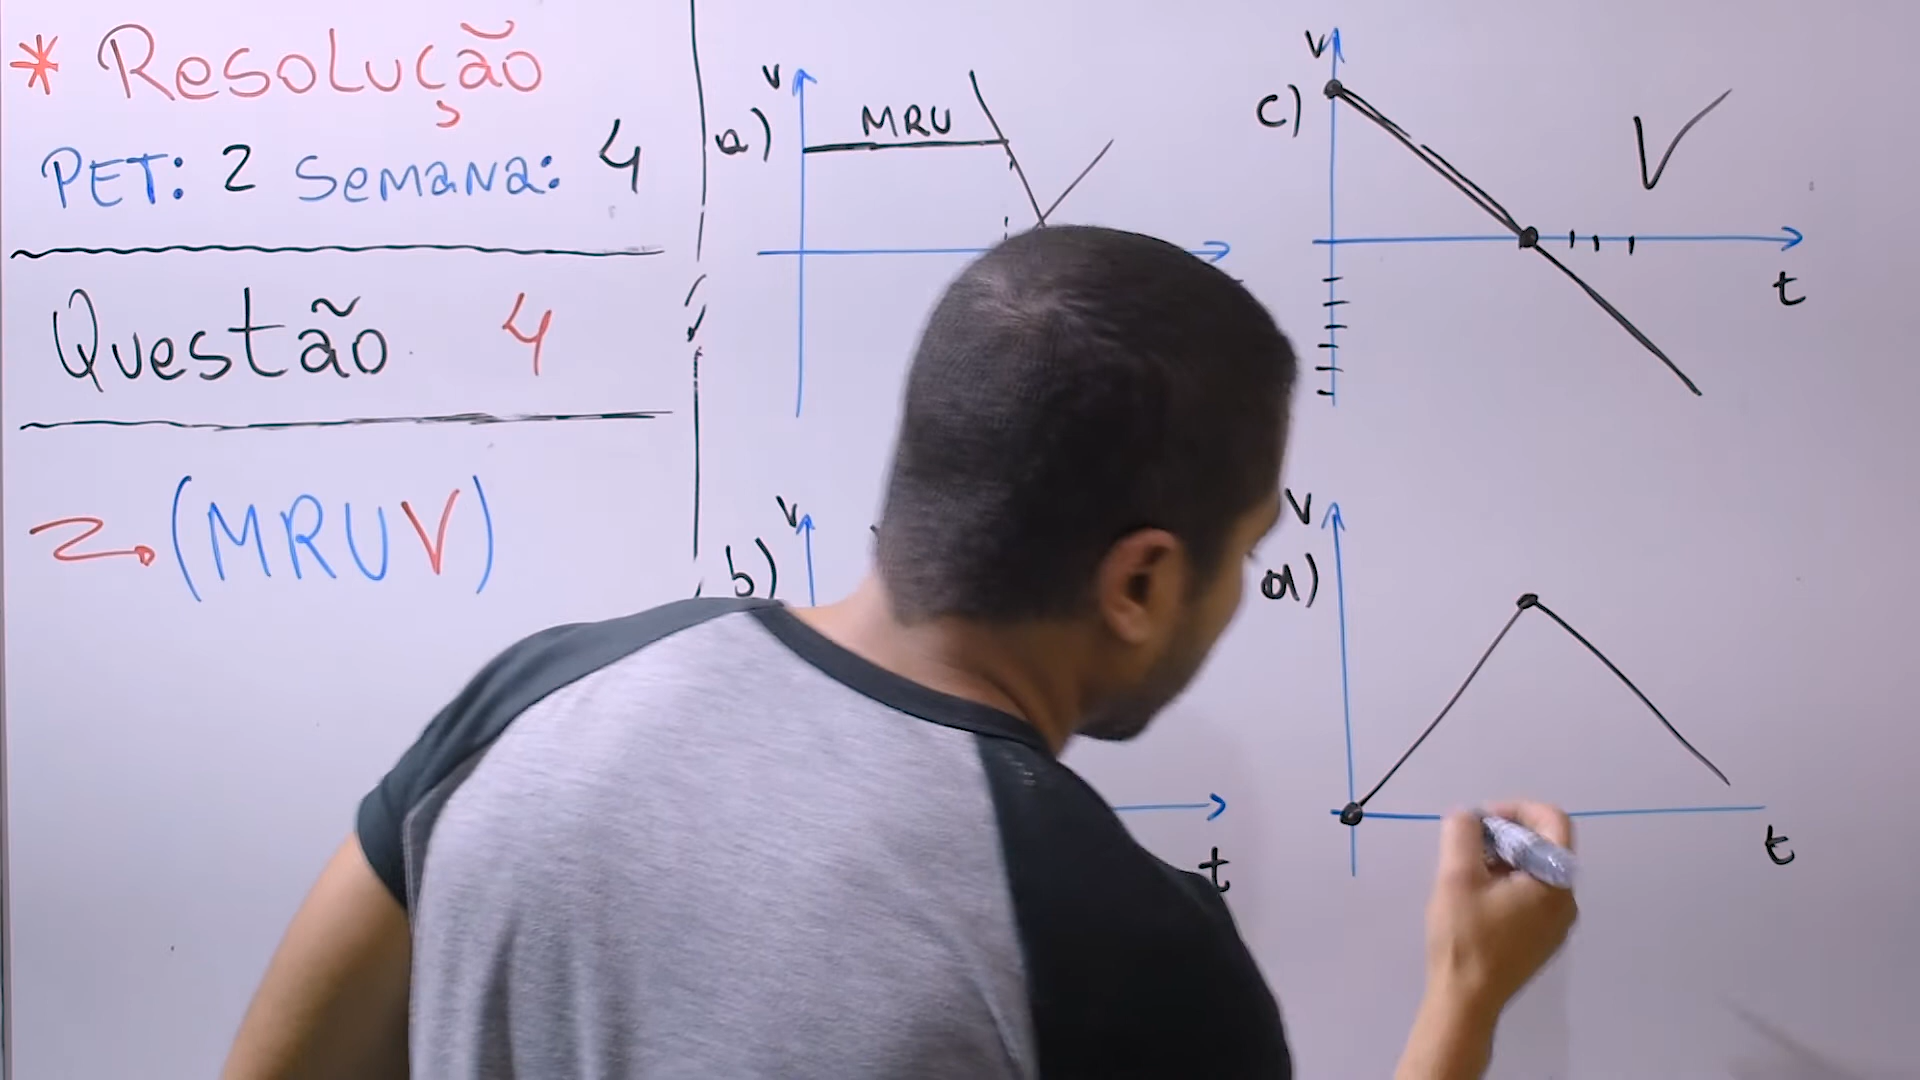 * Resolução
PET: 2 Semana: 4
Questão 4
(MRUV)
a)
v
MRU
b)
v
t
c)
v
t
V
d)
v
t